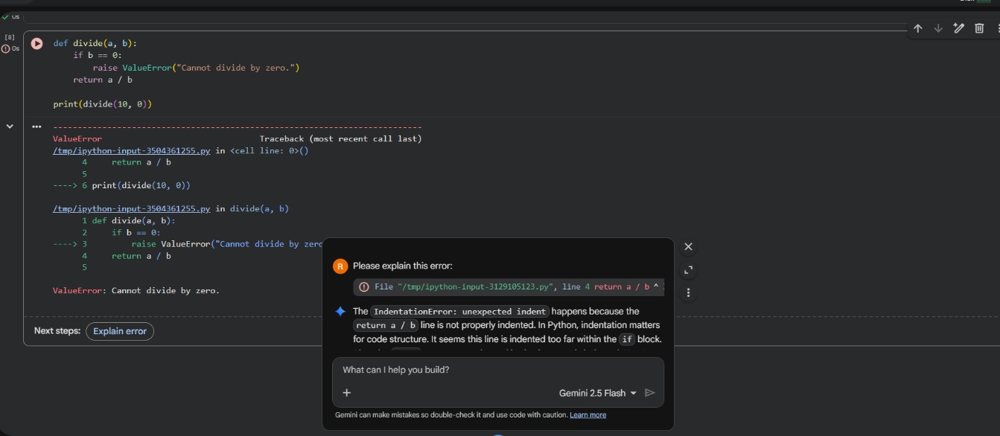 0s
[8]
0s
def divide(a, b):
    if b == 0:
        raise ValueError("Cannot divide by zero.")
    return a / b
print(divide(10, 0))
---------------------------------------------------------------------------
ValueError                                Traceback (most recent call last)
/tmp/ipython-input-3504361255.py in <cell line: 0>()
      4     return a / b
      5
----> 6 print(divide(10, 0))
/tmp/ipython-input-3504361255.py in divide(a, b)
      1 def divide(a, b):
      2     if b == 0:
----> 3         raise ValueError("Cannot divide by zero
      4     return a / b
      5
ValueError: Cannot divide by zero.
Next steps: Explain error
R Please explain this error:
File "/tmp/ipython-input-3129105123.py", line 4 return a / b ^
The IndentationError: unexpected indent happens because the
return a / b line is not properly indented. In Python, indentation matters
for code structure. It seems this line is indented too far within the if block.
What can I help you build?
+ Gemini 2.5 Flash
Gemini can make mistakes so double-check it and use code with caution. Learn more